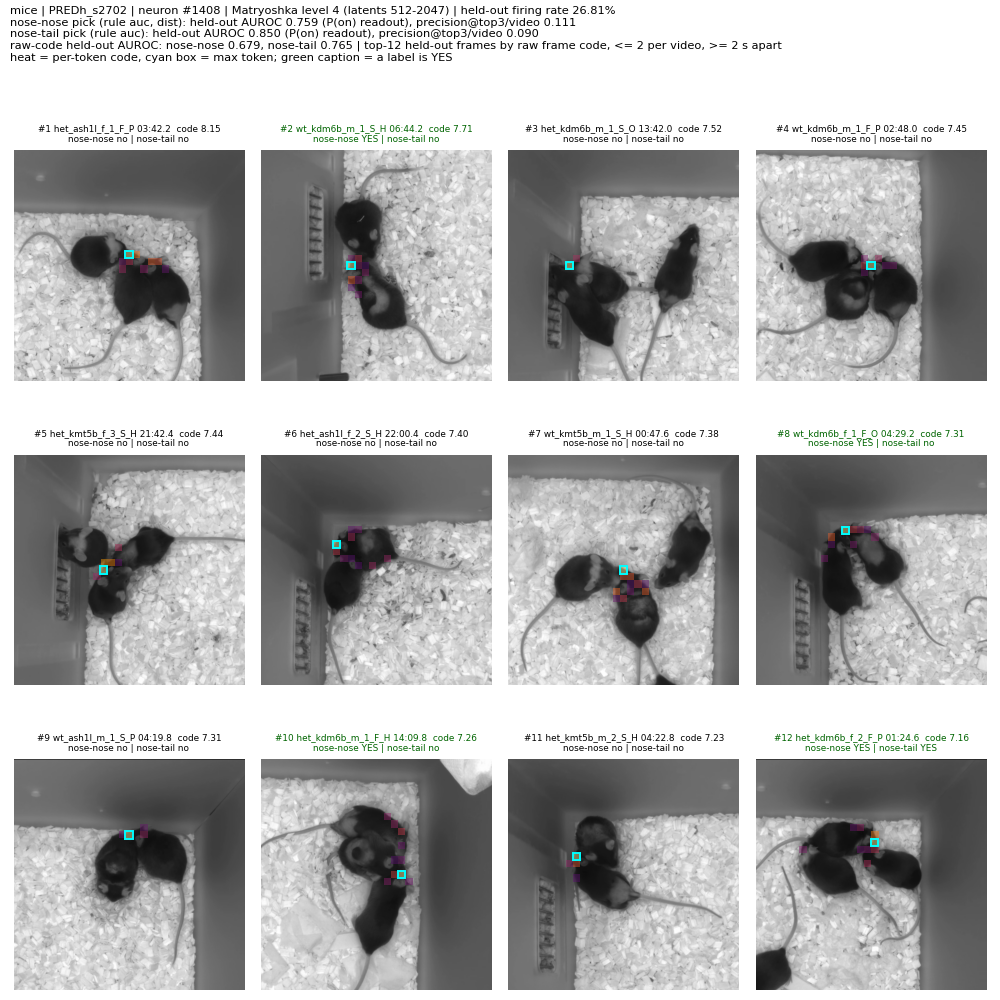 mice | PREDh_s2702 | neuron #1408 | Matryoshka level 4 (latents 512-2047) | held-out firing rate 26.81%
nose-nose pick (rule auc, dist): held-out AUROC 0.759 (P(on) readout), precision@top3/video 0.111
nose-tail pick (rule auc): held-out AUROC 0.850 (P(on) readout), precision@top3/video 0.090
raw-code held-out AUROC: nose-nose 0.679, nose-tail 0.765 | top-12 held-out frames by raw frame code, <= 2 per video, >= 2 s apart
heat = per-token code, cyan box = max token; green caption = a label is YES
#1 het_ash1l_f_1_F_P 03:42.2 code 8.15
nose-nose no | nose-tail no
#2 wt_kdm6b_m_1_S_H 06:44.2 code 7.71
nose-nose YES | nose-tail no
#3 het_kdm6b_m_1_S_O 13:42.0 code 7.52
nose-nose no | nose-tail no
#4 wt_kdm6b_m_1_F_P 02:48.0 code 7.45
nose-nose no | nose-tail no
#5 het_kmt5b_f_3_S_H 21:42.4 code 7.44
nose-nose no | nose-tail no
#6 het_ash1l_f_2_S_H 22:00.4 code 7.40
nose-nose no | nose-tail no
#7 wt_kmt5b_m_1_S_H 00:47.6 code 7.38
nose-nose no | nose-tail no
#8 wt_kdm6b_f_1_F_O 04:29.2 code 7.31
nose-nose YES | nose-tail no
#9 wt_ash1l_m_1_S_P 04:19.8 code 7.31
nose-nose no | nose-tail no
#10 het_kdm6b_m_1_F_H 14:09.8 code 7.26
nose-nose YES | nose-tail no
#11 het_kmt5b_m_2_S_H 04:22.8 code 7.23
nose-nose no | nose-tail no
#12 het_kdm6b_f_2_F_P 01:24.6 code 7.16
nose-nose YES | nose-tail YES